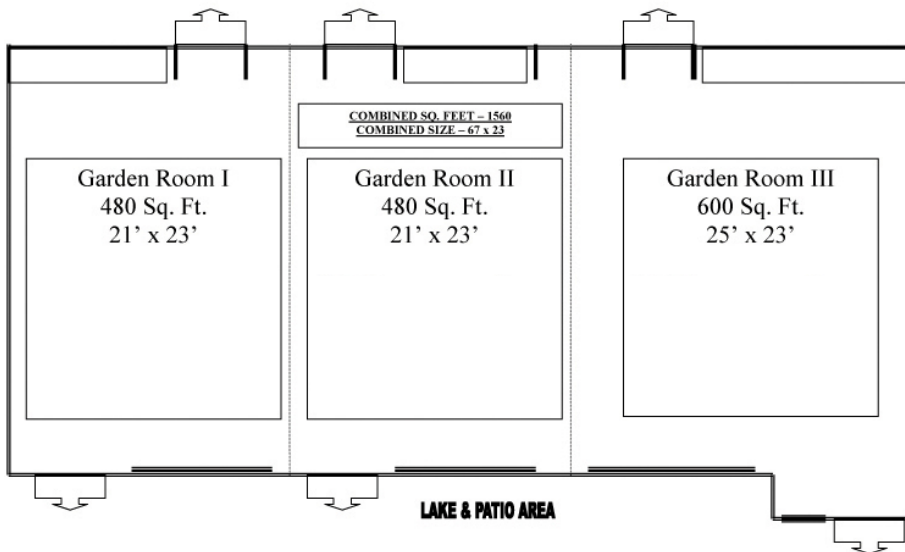 COMBINED SQ. FEET – 1560
COMBINED SIZE – 67 x 23
Garden Room I
480 Sq. Ft.
21’ x 23’
Garden Room II
480 Sq. Ft.
21’ x 23’
Garden Room III
600 Sq. Ft.
25’ x 23’
LAKE & PATIO AREA